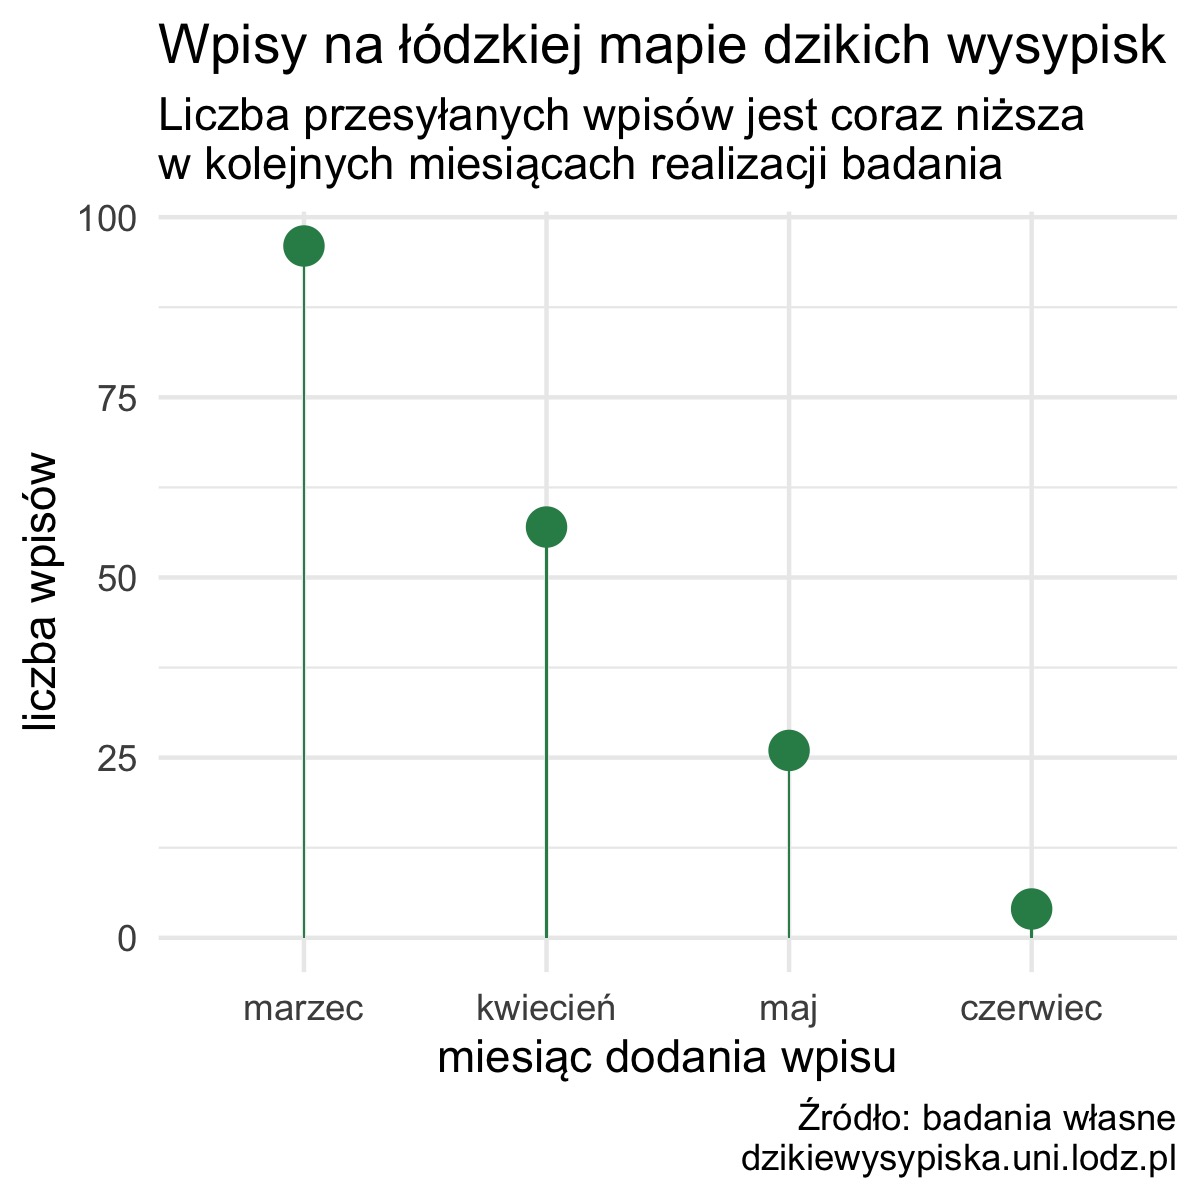 Wpisy na łódzkiej mapie dzikich wysypisk
Liczba przesyłanych wpisów jest coraz niższa
w kolejnych miesiącach realizacji badania
liczba wpisów
100
75
50
25
0
marzec kwiecień maj czerwiec
miesiąc dodania wpisu
Źródło: badania własne
dzikiewysypiska.uni.lodz.pl